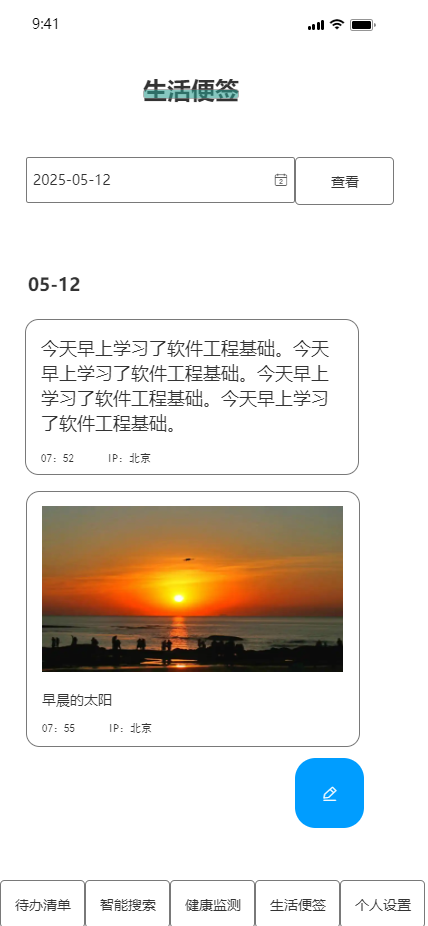 9:41
生活便签
2025-05-12
2
查看
05-12
今天早上学习了软件工程基础。今天
早上学习了软件工程基础。今天早上
学习了软件工程基础。今天早上学习
了软件工程基础。
07：52 IP：北京
早晨的太阳
07：55 IP：北京
待办清单 智能搜索 健康监测 生活便签 个人设置